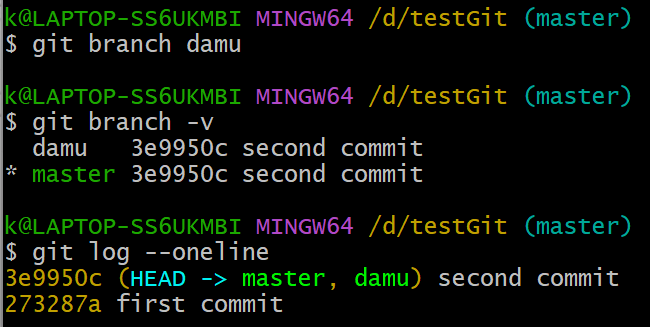 k@LAPTOP-SS6UKMBI MINGW64 /d/testGit (master)
$ git branch damu
k@LAPTOP-SS6UKMBI MINGW64 /d/testGit (master)
$ git branch -v
  damu   3e9950c second commit
* master 3e9950c second commit
k@LAPTOP-SS6UKMBI MINGW64 /d/testGit (master)
$ git log --oneline
3e9950c (HEAD -> master, damu) second commit
273287a first commit